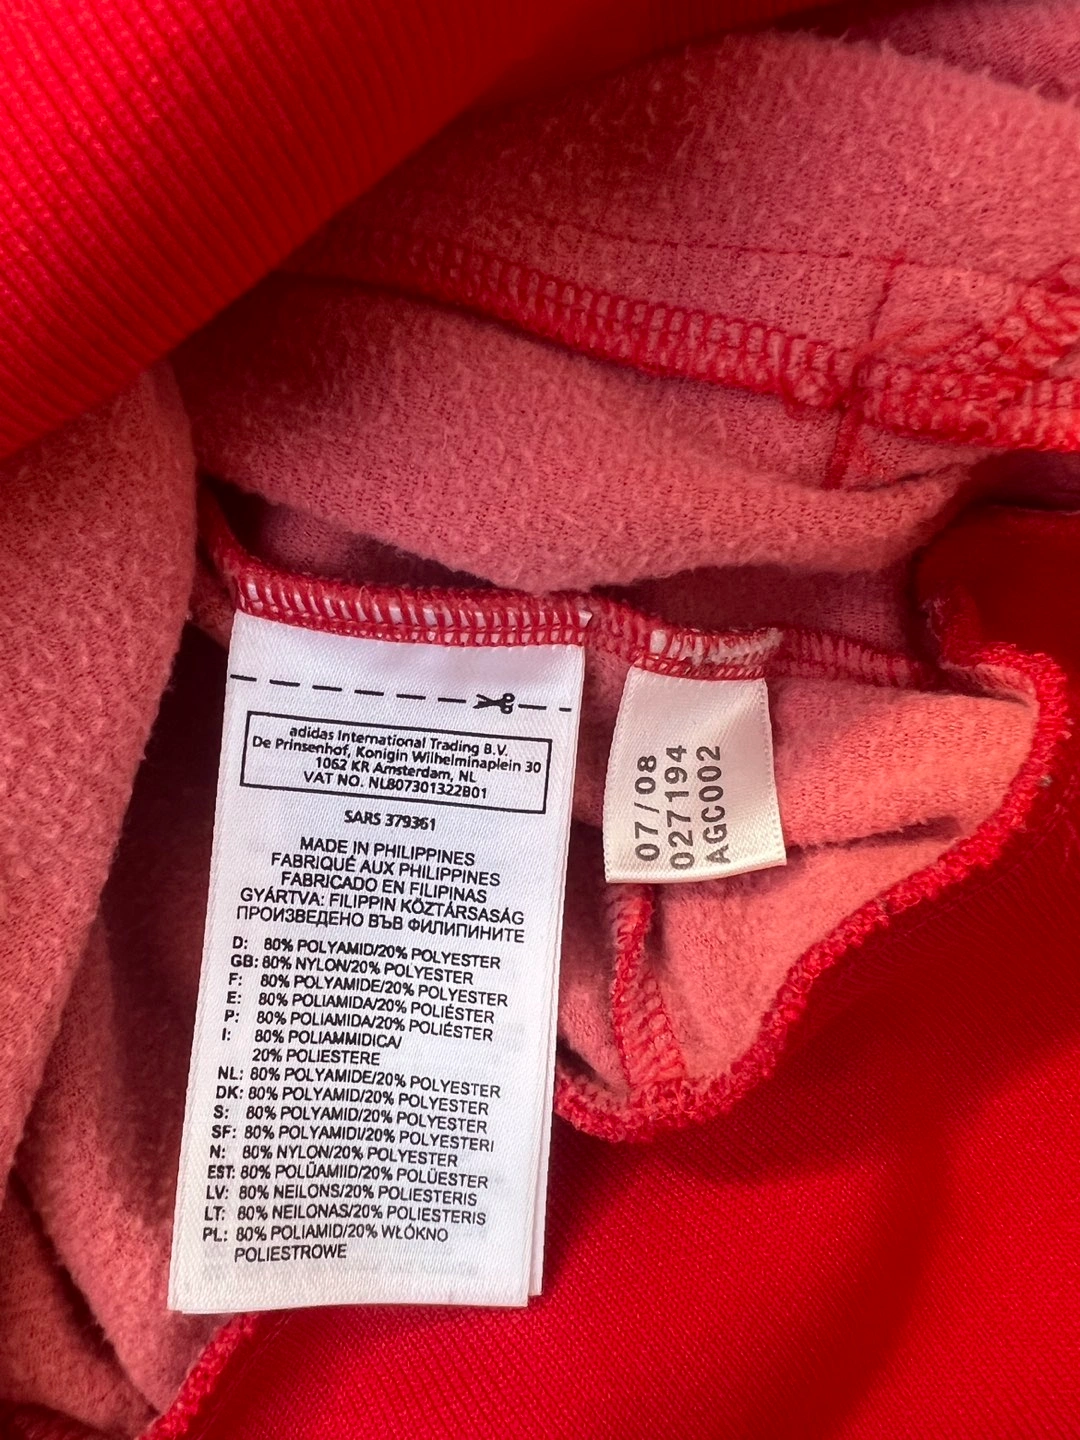 adidas International Trading B.V.
De Prinsenhof, Konigin Wilhelminaplein 30
1062 KR Amsterdam, NL
VAT NO. NL807301322B01
SARS 379361
MADE IN PHILIPPINES
FABRIQUÉ AUX PHILIPPINES
FABRICADO EN FILIPINAS
GYÁRTVA: FILIPPIN KÖZTÁRSASÁG
ПРОИЗВЕДЕНО ВЪВ ФИЛИПИНИТЕ
D: 80% POLYAMID/20% POLYESTER
GB: 80% NYLON/20% POLYESTER
F: 80% POLYAMIDE/20% POLYESTER
E: 80% POLIAMIDA/20% POLIÉSTER
P: 80% POLIAMIDA/20% POLIÉSTER
I: 80% POLIAMMIDICA/
20% POLIESTERE
NL: 80% POLYAMIDE/20% POLYESTER
DK: 80% POLYAMID/20% POLYESTER
S: 80% POLYAMID/20% POLYESTER
SF: 80% POLYAMIDI/20% POLYESTERI
N: 80% NYLON/20% POLYESTER
EST: 80% POLÜAMIID/20% POLÜESTER
LV: 80% NEILONS/20% POLIESTERIS
LT: 80% NEILONAS/20% POLIESTERIS
PL: 80% POLIAMID/20% WŁÓKNO
POLIESTROWE
07/08
027194
AGC002